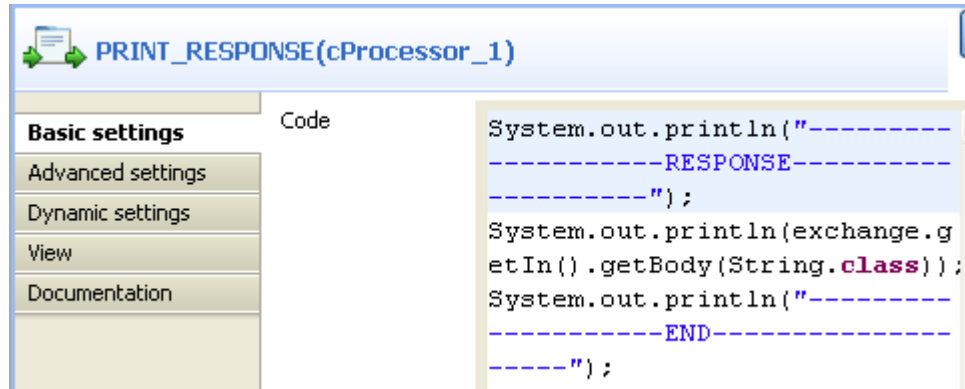 PRINT_RESPONSE(cProcessor_1)
Basic settings
Advanced settings
Dynamic settings
View
Documentation
Code
System.out.println("---------
-----------RESPONSE----------
----------");
System.out.println(exchange.g
etIn().getBody(String.class));
System.out.println("---------
-----------END---------------
-----");